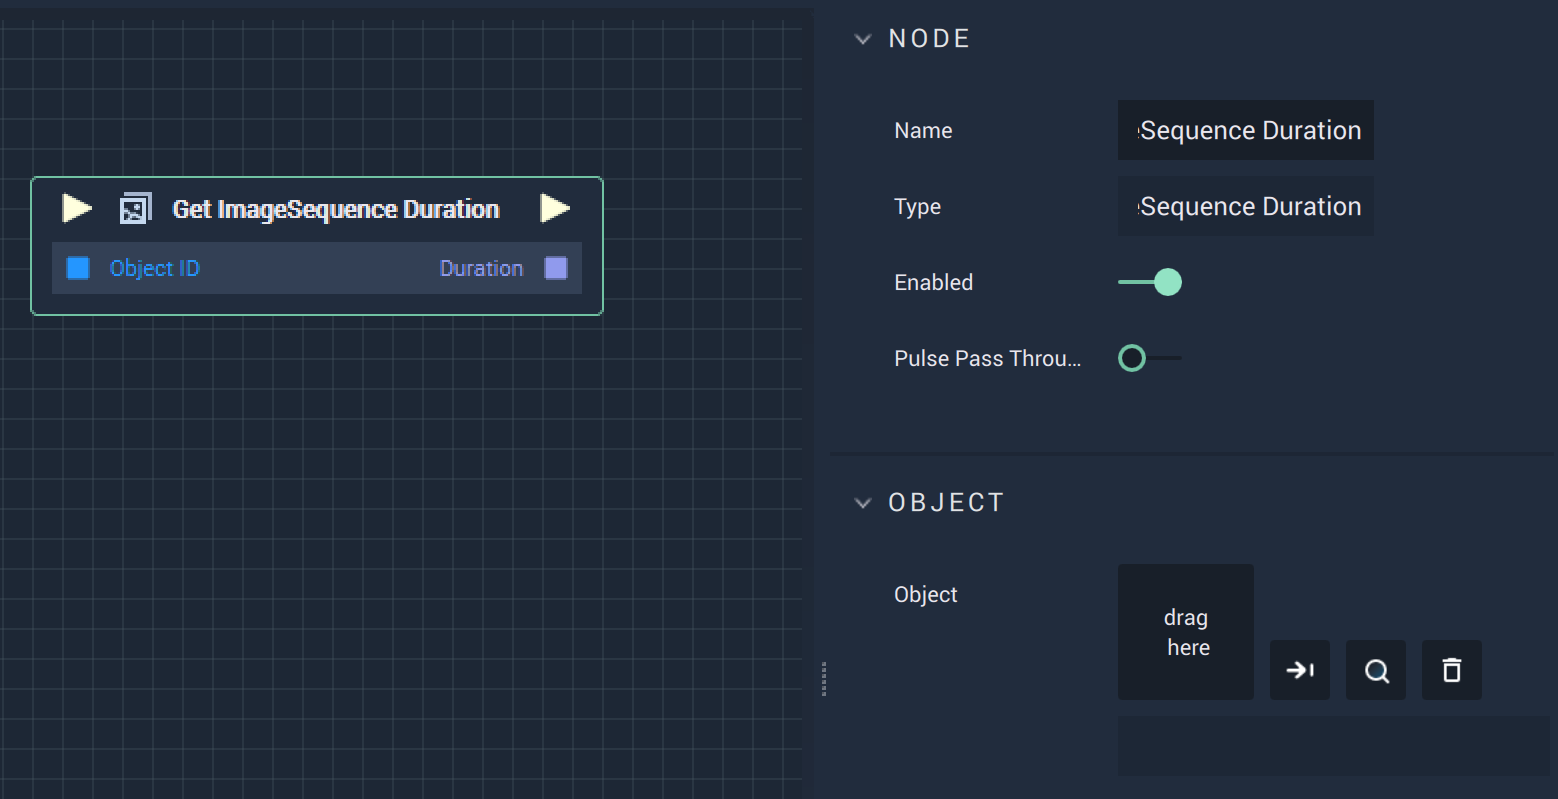 Get ImageSequence Duration
Object ID
Duration
NODE
Name
Sequence Duration
Type
Sequence Duration
Enabled
Pulse Pass Throu...
OBJECT
Object
drag
here